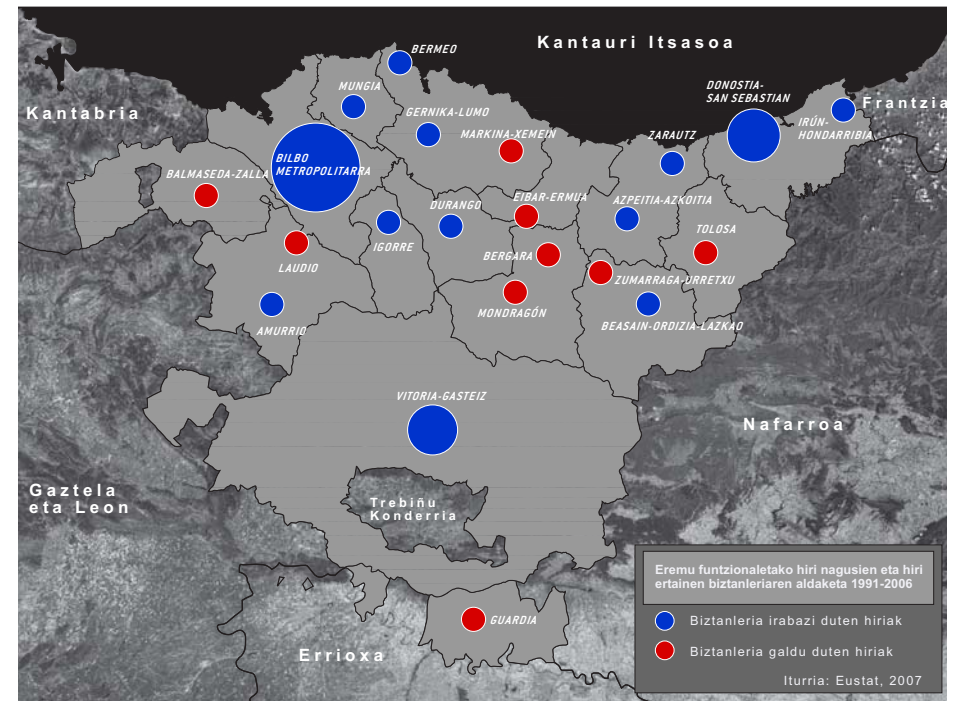 Kantauri Itsasoa
BERMEO
MUNGIA
DONOSTIA-
SAN SEBASTIAN
Kantabria
Frantzia
GERNIKA-LUMO
IRÚN-
HONDARRIBIA
MARKINA-XEMEIN
ZARAUTZ
BILBO
METROPOLITARRA
BALMASEDA-ZALLA
EIBAR-ERMUA
DURANGO
AZPEITIA-AZKOITIA
TOLOSA
IGORRE
BERGARA
LAUDIO
ZUMARRAGA-URRETXU
MONDRAGÓN
AMURRIO
BEASAIN-ORDIZIA-LAZKAO
VITORIA-GASTEIZ
Nafarroa
Gaztela
eta Leon
Trebiñu
Konderria
Eremu funtzionaletako hiri nagusien eta hiri
ertainen biztanleriaren aldaketa 1991-2006
Biztanleria irabazi duten hiriak
Biztanleria galdu duten hiriak
Iturria: Eustat, 2007
GUARDIA
Errioxa